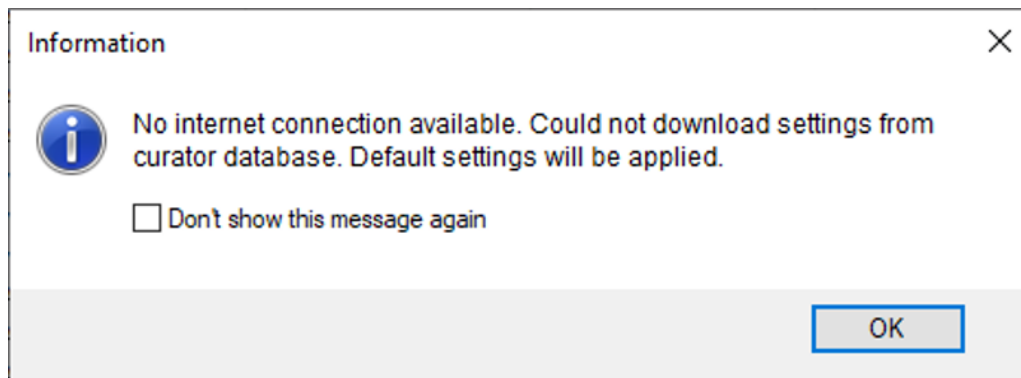 Information
No internet connection available. Could not download settings from
curator database. Default settings will be applied.
Don't show this message again
OK